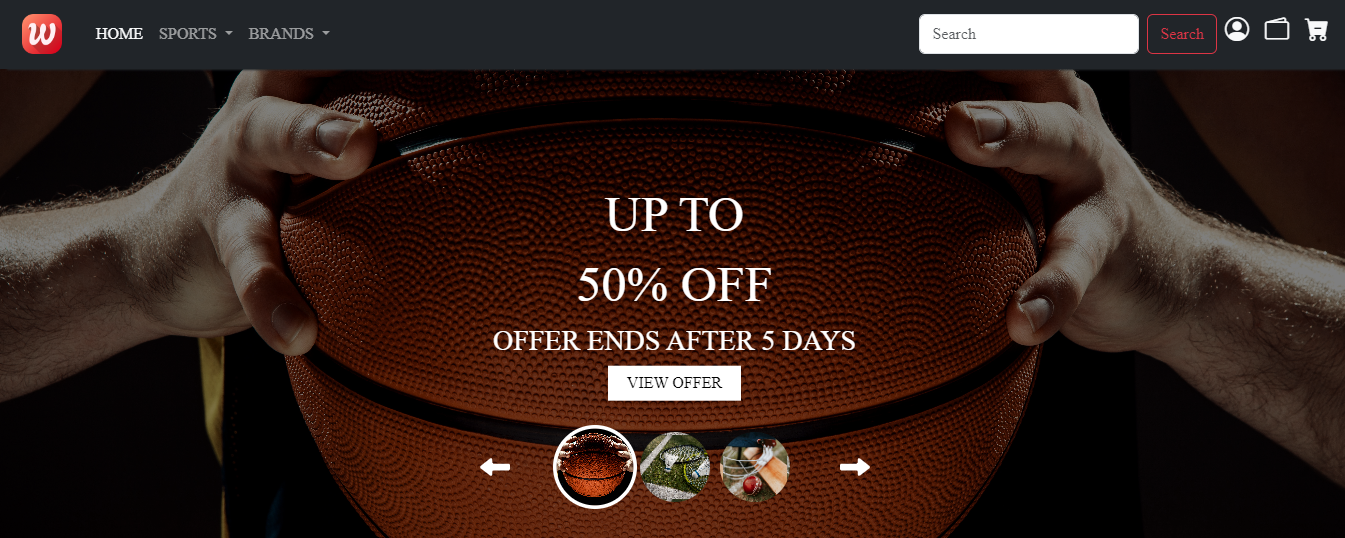 w
HOME SPORTS BRANDS Search Search
UP TO
50% OFF
OFFER ENDS AFTER 5 DAYS
VIEW OFFER